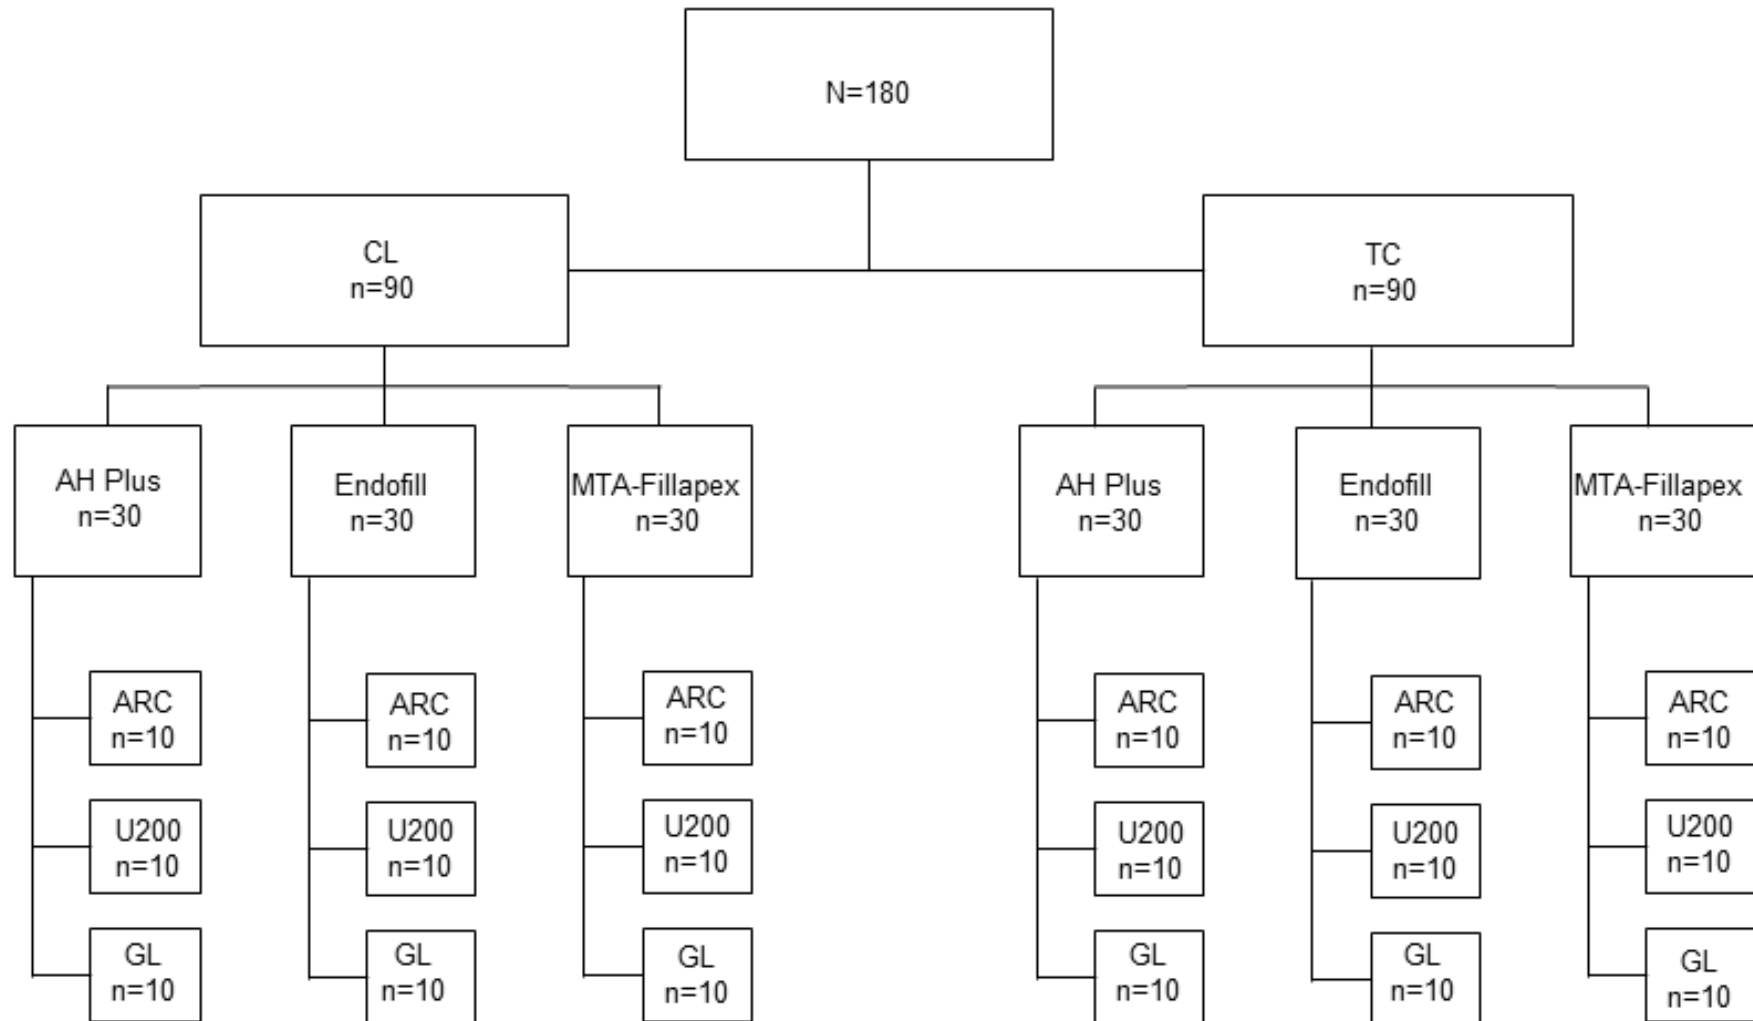 N=180
CL
n=90
TC
n=90
AH Plus
n=30
Endofill
n=30
MTA-Fillapex
n=30
AH Plus
n=30
Endofill
n=30
MTA-Fillapex
n=30
ARC
n=10
ARC
n=10
ARC
n=10
ARC
n=10
ARC
n=10
ARC
n=10
U200
n=10
U200
n=10
U200
n=10
U200
n=10
U200
n=10
U200
n=10
GL
n=10
GL
n=10
GL
n=10
GL
n=10
GL
n=10
GL
n=10